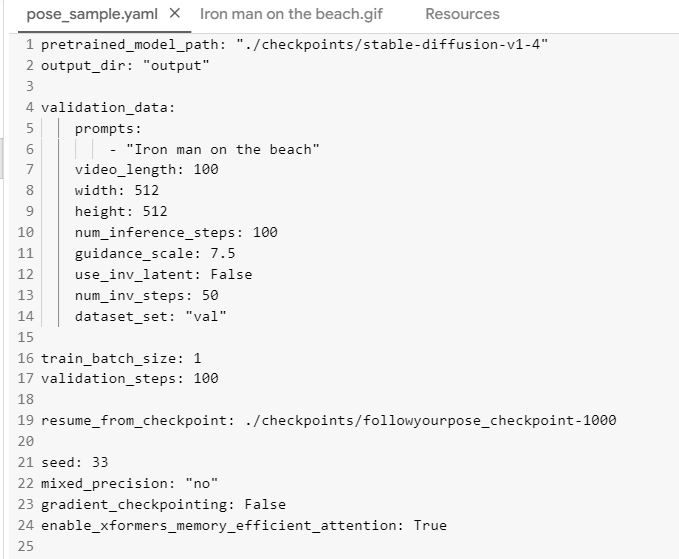 pose_sample.yaml × Iron man on the beach.gif Resources
1 pretrained_model_path: "./checkpoints/stable-diffusion-v1-4"
2 output_dir: "output"
3
4 validation_data:
5 prompts:
6 - "Iron man on the beach"
7 video_length: 100
8 width: 512
9 height: 512
10 num_inference_steps: 100
11 guidance_scale: 7.5
12 use_inv_latent: False
13 num_inv_steps: 50
14 dataset_set: "val"
15
16 train_batch_size: 1
17 validation_steps: 100
18
19 resume_from_checkpoint: ./checkpoints/followyourpose_checkpoint-1000
20
21 seed: 33
22 mixed_precision: "no"
23 gradient_checkpointing: False
24 enable_xformers_memory_efficient_attention: True
25